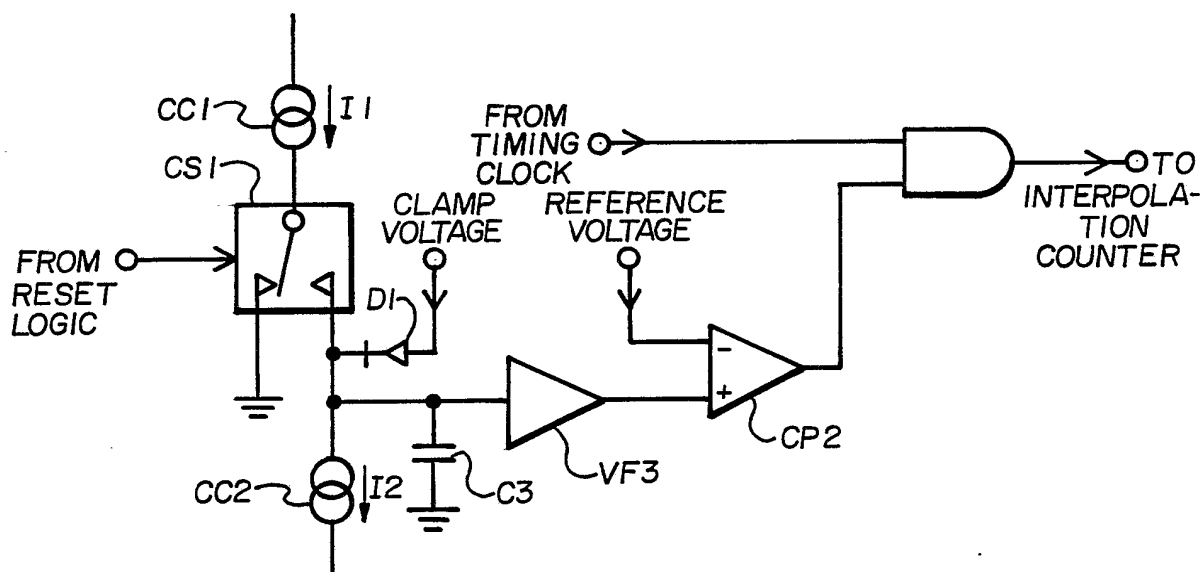 CC1
I1
CS1
FROM
RESET
LOGIC
CLAMP
VOLTAGE
D1
FROM
TIMING
CLOCK
REFERENCE
VOLTAGE
TO
INTERPOLA-
TION
COUNTER
-
+
CP2
VF3
C3
CC2
I2